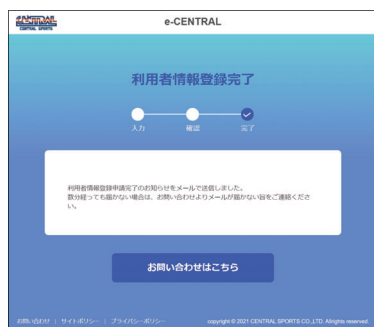 CENTRAL SPORTS
e-CENTRAL
利用者情報登録完了
入力 確認 完了
利用者情報登録申請完了のお知らせをメールで送信しました。
数分経っても届かない場合は、お問い合わせよりメールが届かない旨をご連絡くださ
い。
お問い合わせはこちら
お問い合わせ | サイトポリシー | プライバシーポリシー copyright © 2021 CENTRAL SPORTS CO., LTD. Allrights reserved.